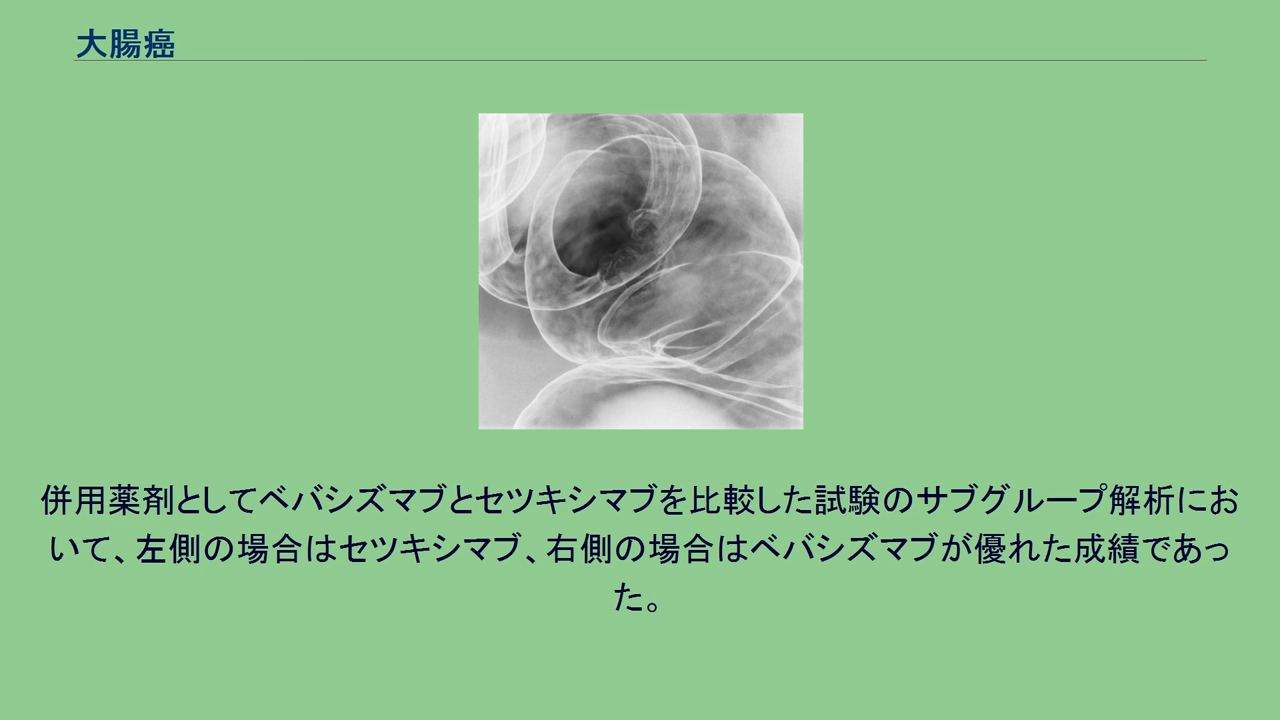 大腸癌
併用薬剤としてベバシズマブとセツキシマブを比較した試験のサブグループ解析にお
いて、左側の場合はセツキシマブ、右側の場合はベバシズマブが優れた成績であっ
た。